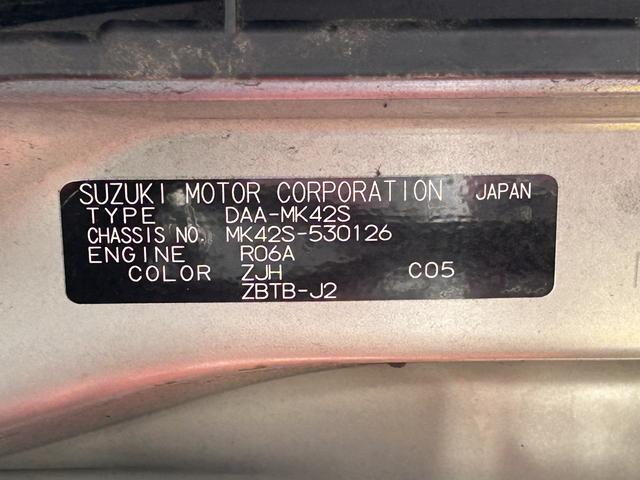 SUZUKI MOTOR CORPORATION JAPAN
TYPE DAA-MK42S
CHASSIS NO. MK42S-530126
ENGINE R06A
COLOR ZJH C05
ZBTB-J2